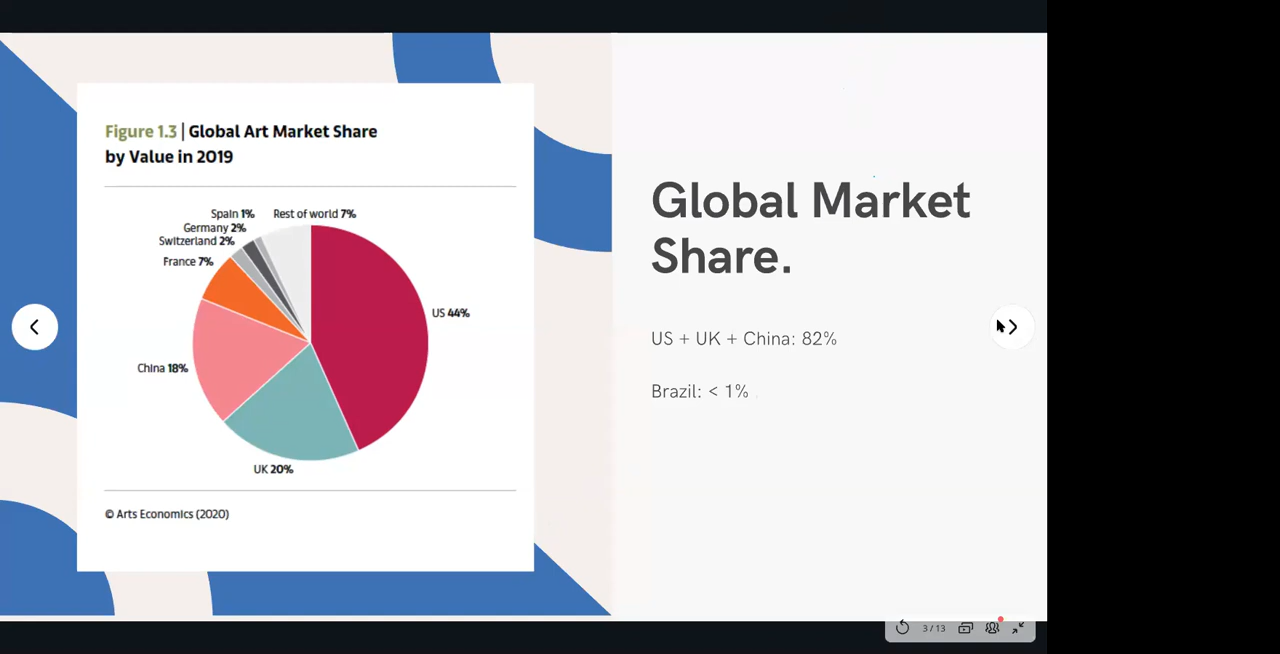 Figure 1.3 | Global Art Market Share
by Value in 2019
Spain 1%
Rest of world 7%
Germany 2%
Switzerland 2%
France 7%
US 44%
China 18%
UK 20%
© Arts Economics (2020)
Global Market
Share.
US + UK + China: 82%
Brazil: < 1%
3 / 13